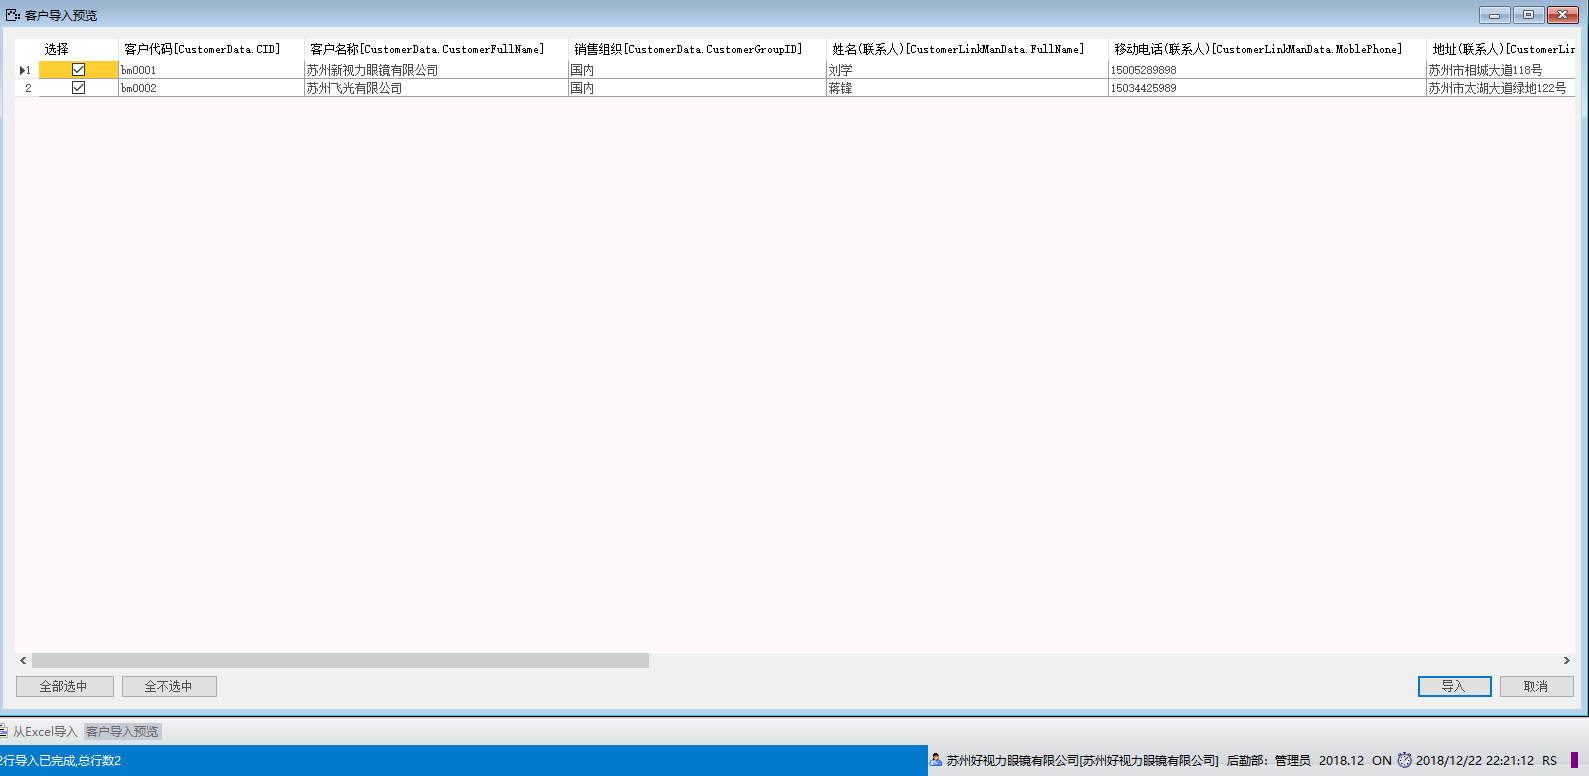 客户导入预览
选择 客户代码[CustomerData.CID] 客户名称[CustomerData.CustomerFullName] 销售组织[CustomerData.CustomerGroupID] 姓名(联系人)[CustomerLinkManData.FullName] 移动电话(联系人)[CustomerLinkManData.MoblePhone] 地址(联系人)[CustomerLin
1 bm0001 苏州新视力眼镜有限公司 国内 刘学 15005289898 苏州市相城大道118号
2 bm0002 苏州飞光有限公司 国内 蒋锋 15034425989 苏州市太湖大道绿地122号
全部选中 全不选中 导入 取消
从Excel导入 客户导入预览
2行导入已完成,总行数2 苏州好视力眼镜有限公司[苏州好视力眼镜有限公司] 后勤部: 管理员 2018.12 ON 2018/12/22 22:21:12 RS